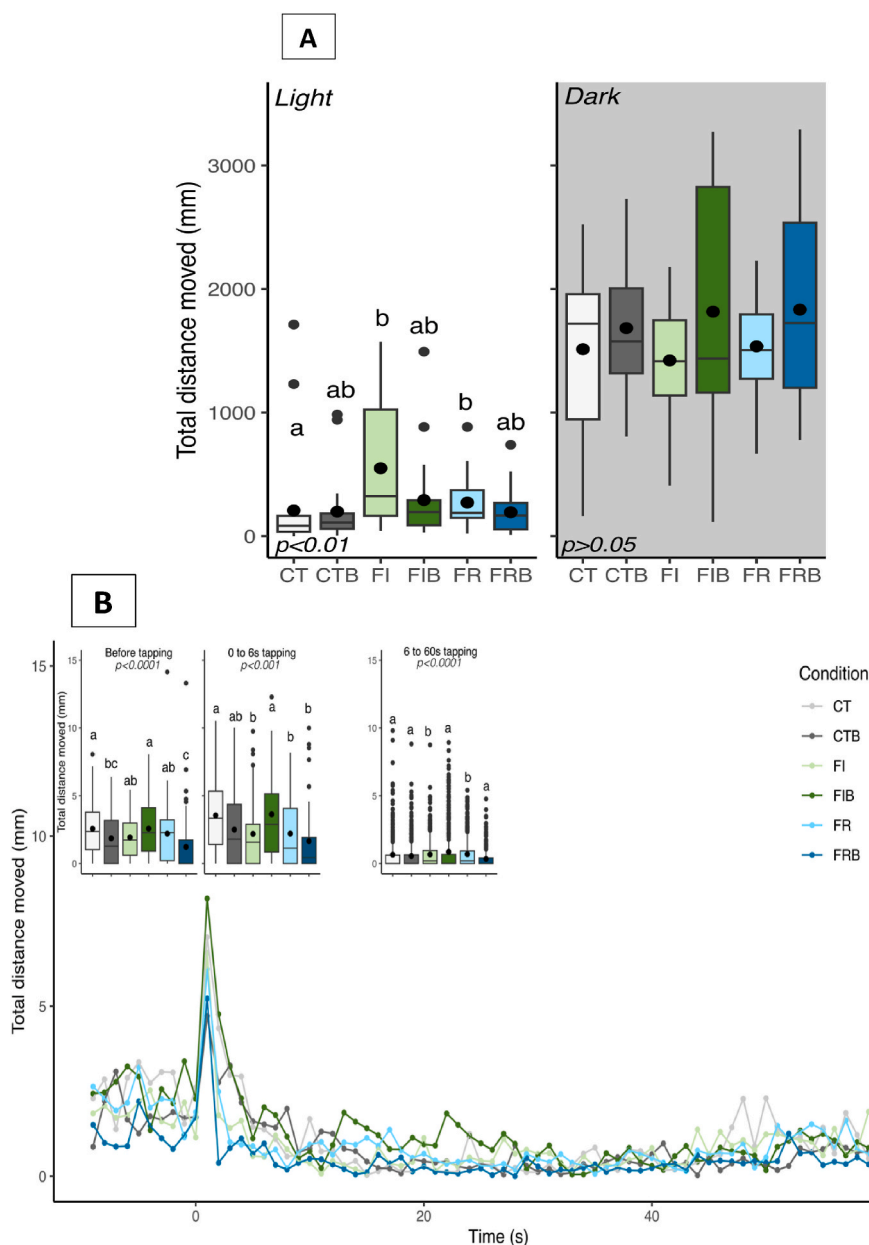 A
Light
Dark
Total distance moved (mm)
3000
2000
1000
0
a
ab
b
ab
b
ab
p<0.01
p>0.05
CT CTB FI FIB FR FRB
CT CTB FI FIB FR FRB
B
Total distance moved (mm)
15
10
5
0
Before tapping
p<0.0001
Total distance moved (mm)
15
10
5
0
a
bc
ab
a
ab
c
0 to 6s tapping
p<0.001
a
ab
b
a
b
b
6 to 60s tapping
p<0.0001
15
10
5
0
a
a
b
a
b
a
Condition
CT
CTB
FI
FIB
FR
FRB
0 20 40
Time (s)